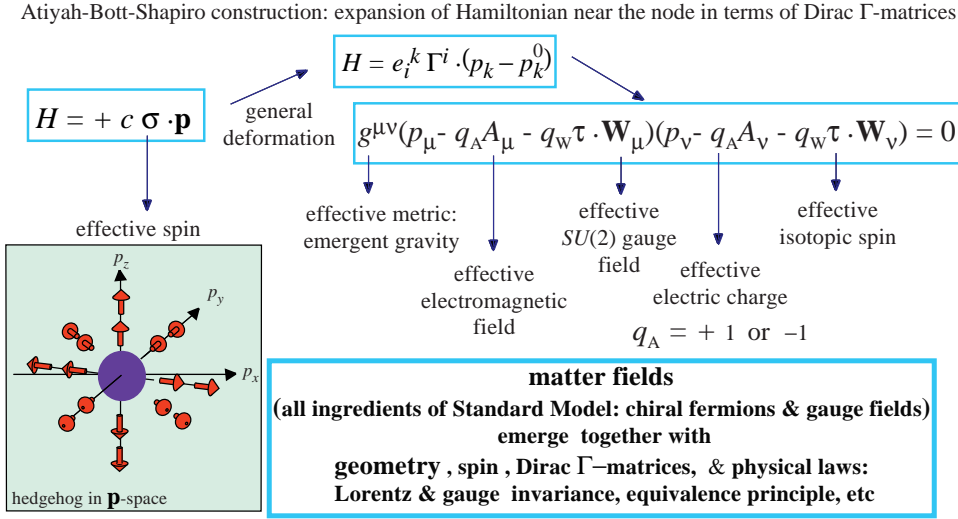 Atiyah-Bott-Shapiro construction: expansion of Hamiltonian near the node in terms of Dirac Γ-matrices
H = e_i^k Γ^i ·(p_k – p_k^0)
H = + c σ ·p
general
deformation
g^μν(p_μ- q_A A_μ - q_W τ · W_μ)(p_ν- q_A A_ν - q_W τ · W_ν) = 0
effective spin
effective metric:
emergent gravity
effective
SU(2) gauge
field
effective
isotopic spin
effective
electromagnetic
field
effective
electric charge
q_A = + 1 or -1
p_z
p_y
p_x
hedgehog in p-space
matter fields
(all ingredients of Standard Model: chiral fermions & gauge fields)
emerge together with
geometry , spin , Dirac Γ–matrices, & physical laws:
Lorentz & gauge invariance, equivalence principle, etc